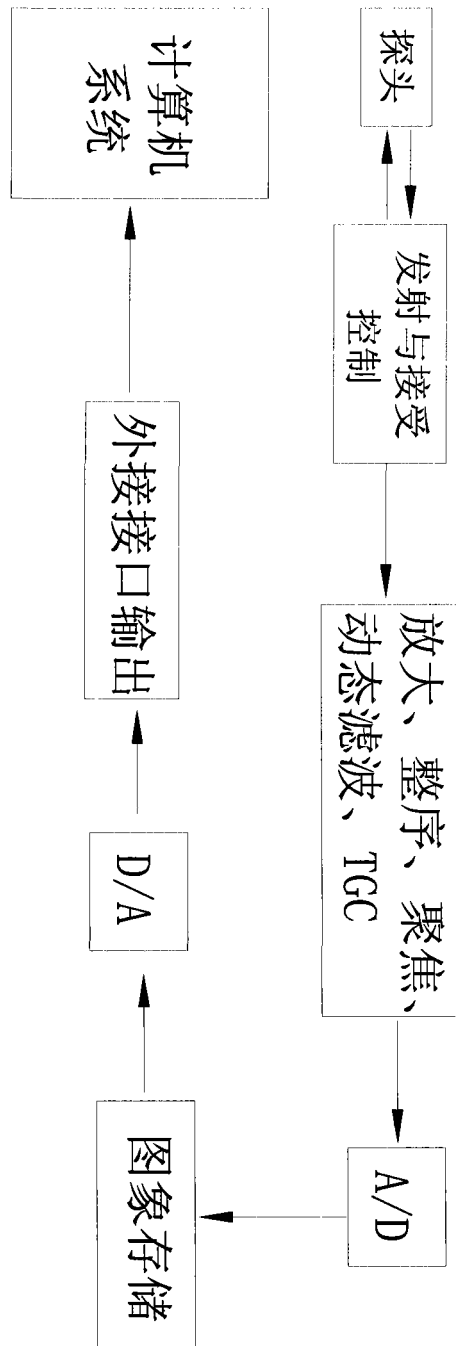 探头
发射与接受
控制
放大、整序、聚焦、
动态滤波、TGC
A/D
图象存储
D/A
外接接口输出
计算机
系统